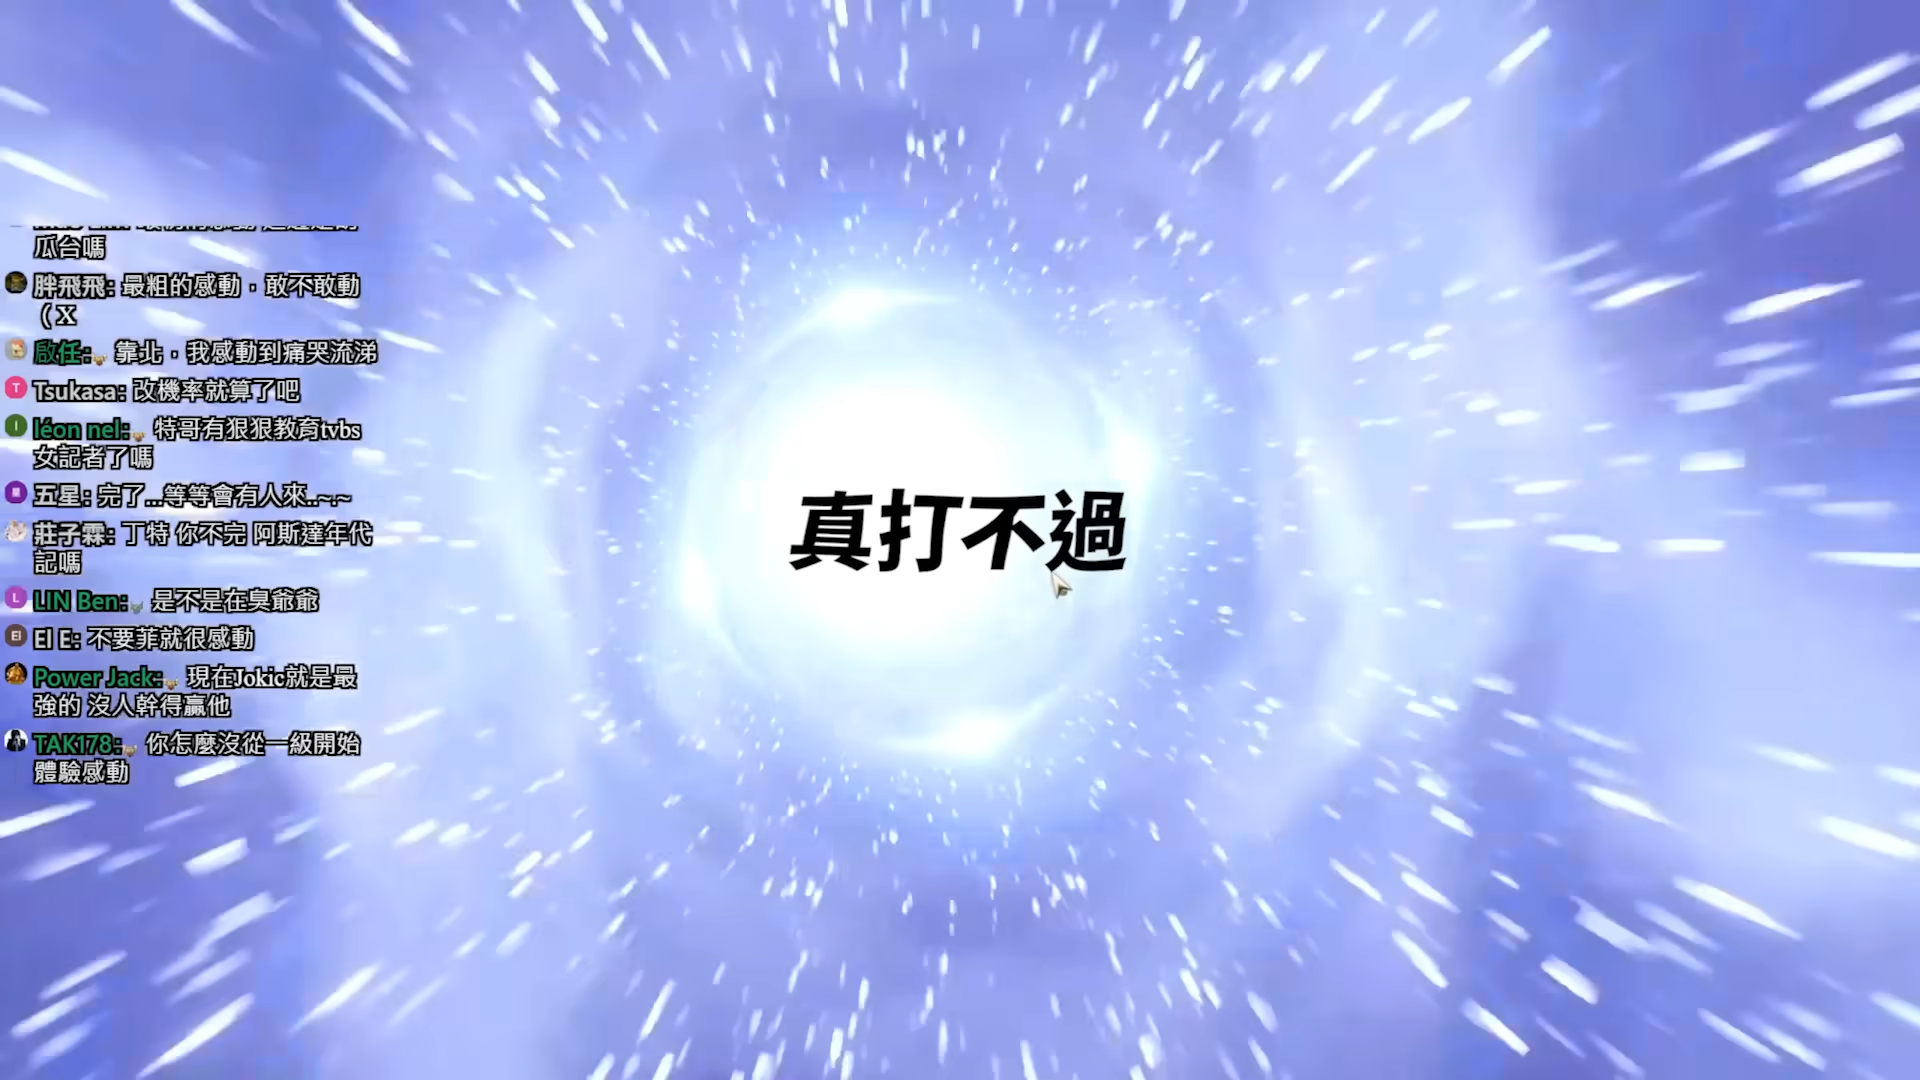 瓜台嗎
胖飛飛: 最粗的感動，敢不敢動
（X
啟任: 靠北，我感動到痛哭流涕
T
Tsukasa: 改機率就算了吧
I
léon nel: 特哥有狠狠教育tvbs
女記者了嗎
五星: 完了...等等會有人來..~.~
莊子霖: 丁特 你不完 阿斯達年代
記嗎
L
LIN Ben: 是不是在臭爺爺
EI
EI E: 不要菲就很感動
Power Jack: 現在Jokic就是最
強的 沒人幹得贏他
TAK178: 你怎麼沒從一級開始
體驗感動
真打不過